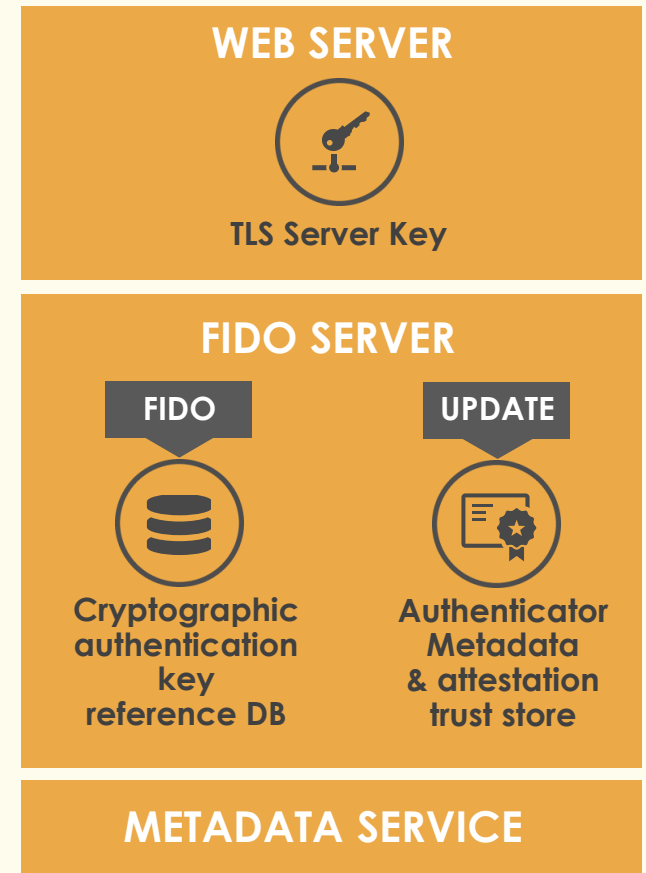 WEB SERVER
TLS Server Key
FIDO SERVER
FIDO
Cryptographic
authentication
key
reference DB
UPDATE
Authenticator
Metadata
& attestation
trust store
METADATA SERVICE